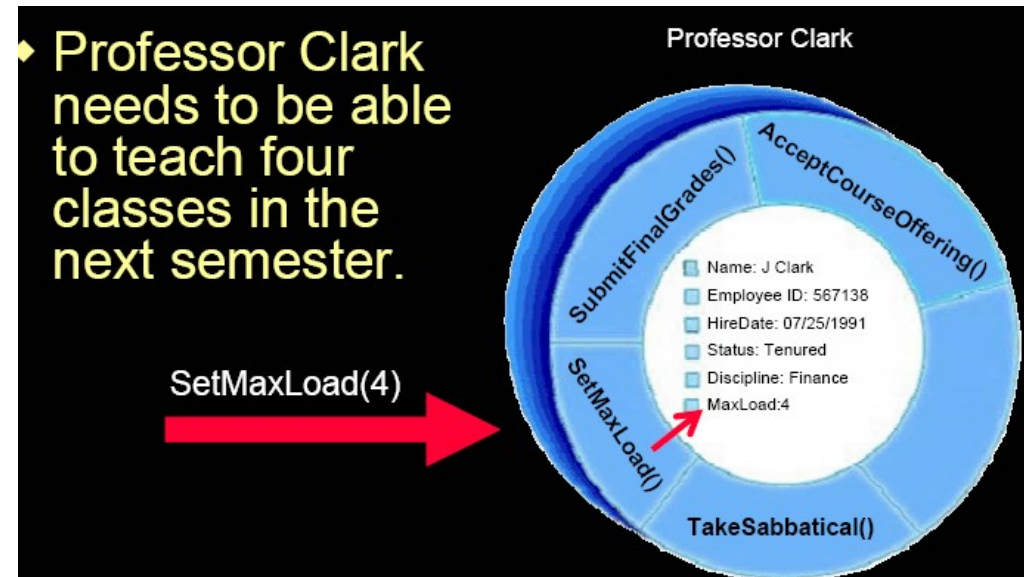 Professor Clark
needs to be able
to teach four
classes in the
next semester.
SetMaxLoad(4)
Professor Clark
SubmitFinalGrades()
AcceptCourseOffering()
Name: J Clark
Employee ID: 567138
HireDate: 07/25/1991
Status: Tenured
Discipline: Finance
MaxLoad:4
SetMaxLoad()
TakeSabbatical()